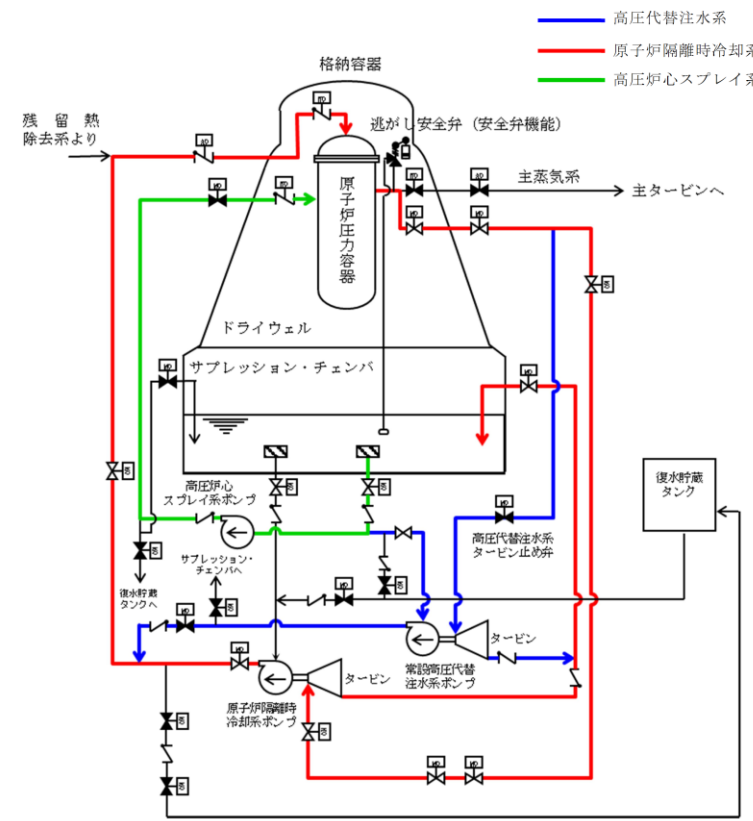 高圧代替注水系
原子炉隔離時冷却系
高圧炉心スプレイ系
格納容器
残留熱
除去系より
逃がし安全弁（安全弁機能）
主蒸気系
主タービンへ
原子炉圧力容器
ドライウェル
サプレッション・チェンバ
高圧炉心
スプレイ系ポンプ
復水貯蔵
タンク
高圧代替注水系
タービン止め弁
サプレッション・
チェンバへ
復水貯蔵
タンクへ
タービン
常設高圧代替
注水系ポンプ
タービン
原子炉隔離時
冷却系ポンプ